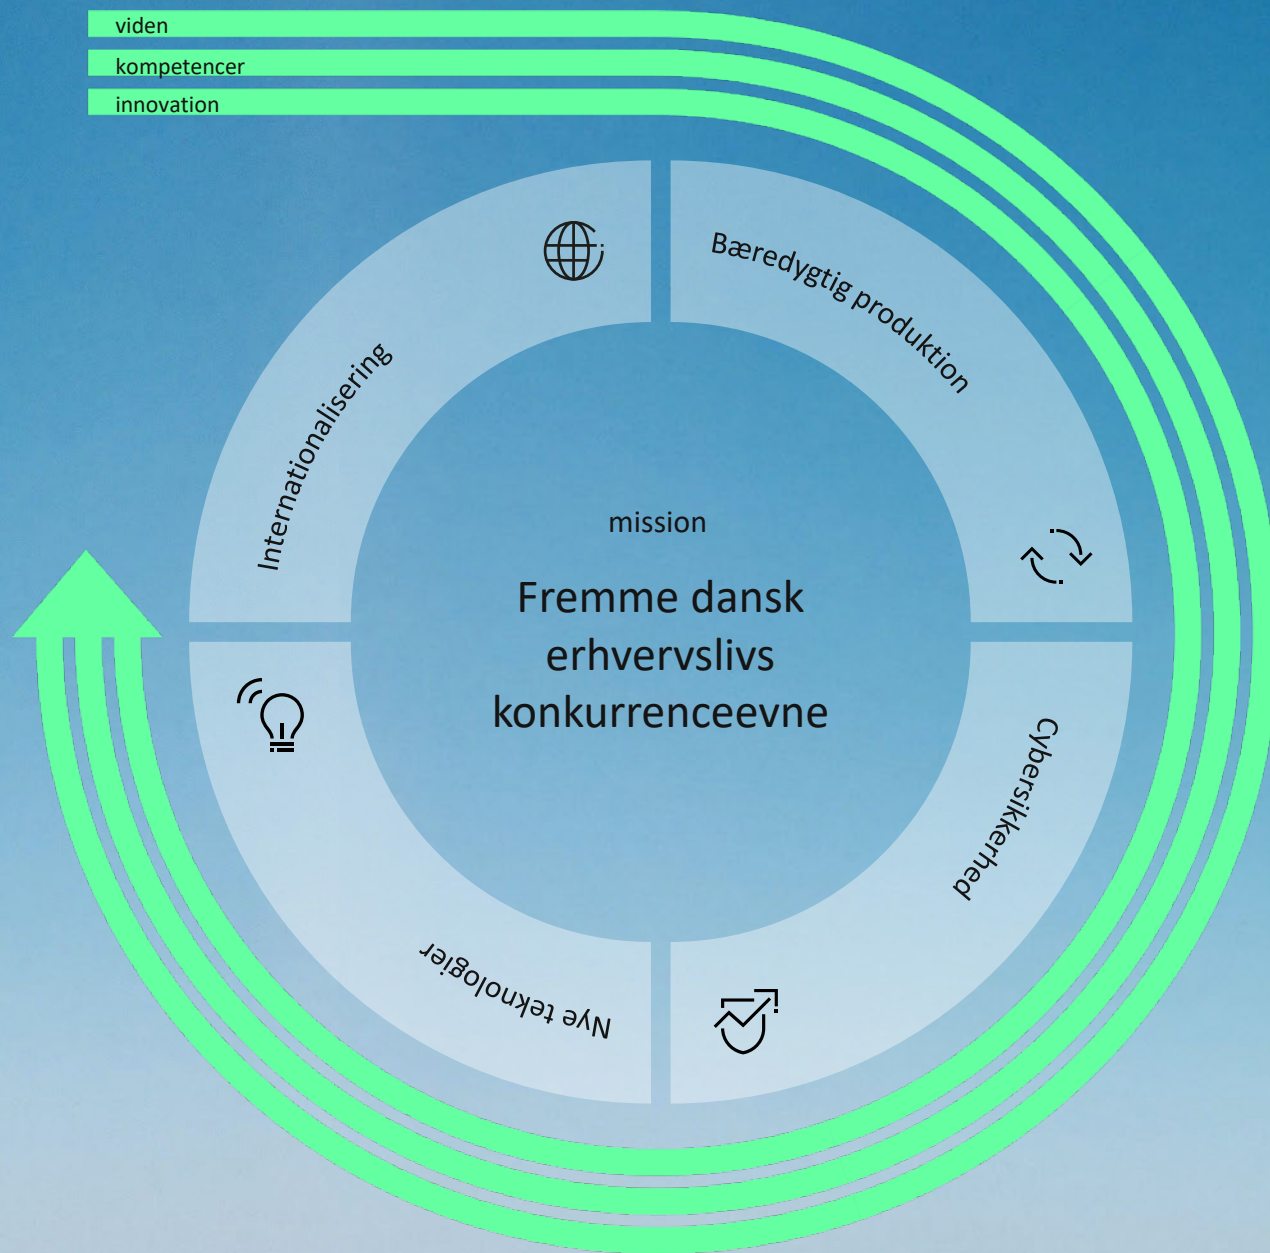 viden
kompetencer
innovation
Internationalisering
Bæredygtig produktion
mission
Fremme dansk
erhvervslivs
konkurrenceevne
Cybersikkerhed
Nye teknologier